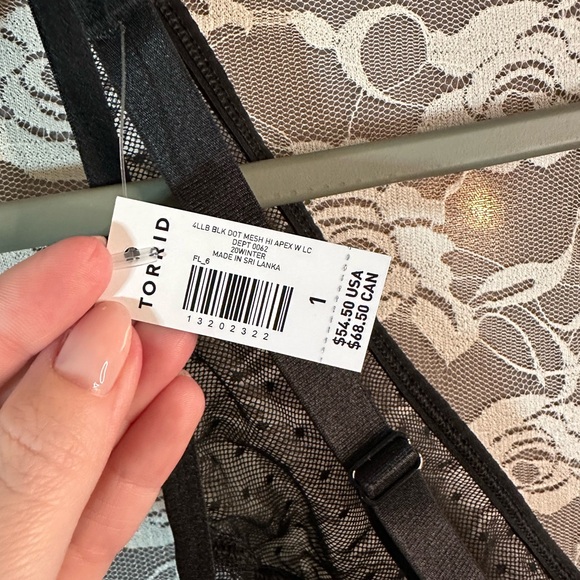 TORRID
4LLB BLK DOT MESH HI APEX W LC
DEPT 0062
20WINTER
MADE IN SRI LANKA
FL_6
13202322
1
$54.50 USA
$68.50 CAN